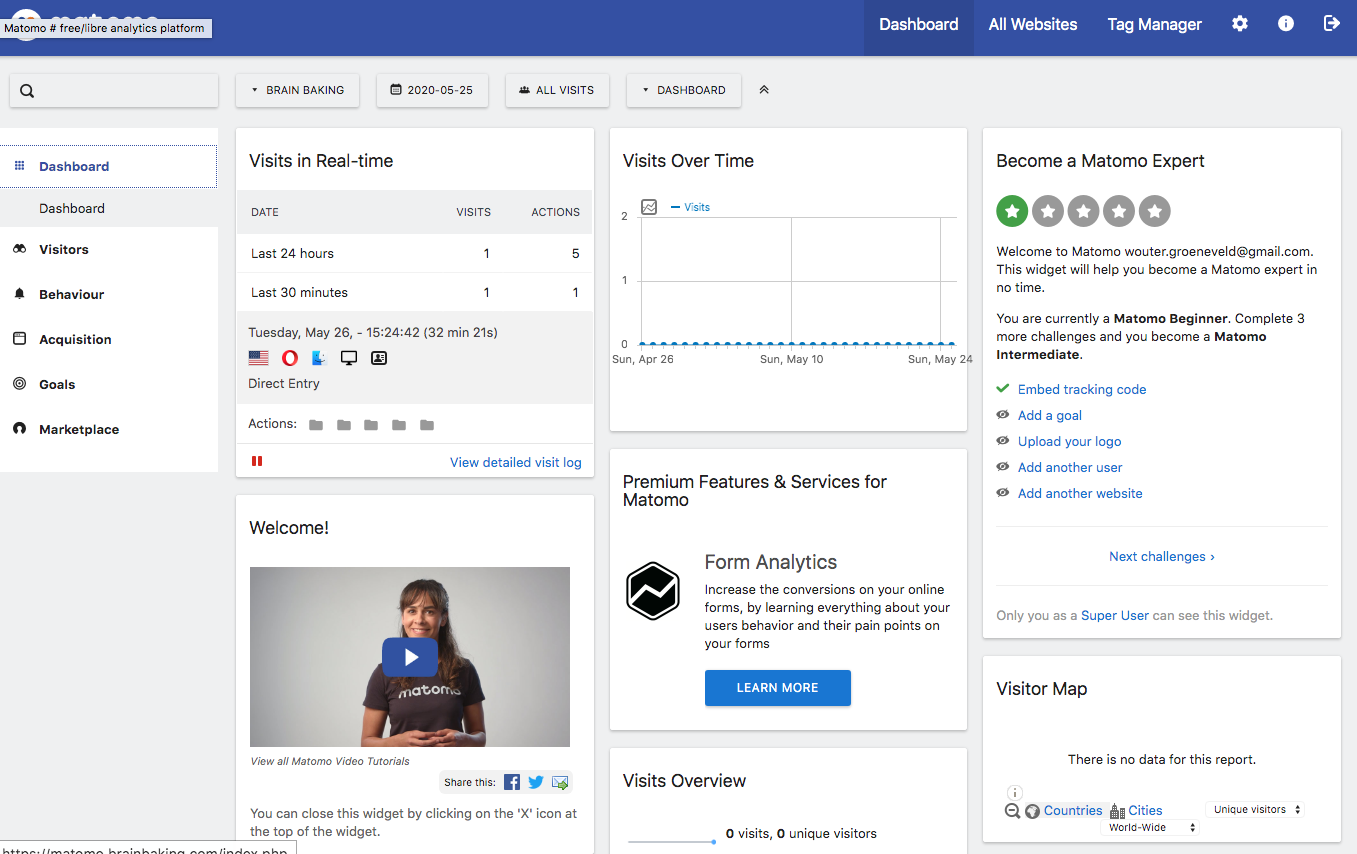 Matomo # free/libre analytics platform
Dashboard
All Websites
Tag Manager
BRAIN BAKING
2020-05-25
ALL VISITS
DASHBOARD
Dashboard
Dashboard
Visitors
Behaviour
Acquisition
Goals
Marketplace
Visits in Real-time
DATE VISITS ACTIONS
Last 24 hours 1 5
Last 30 minutes 1 1
Tuesday, May 26, - 15:24:42 (32 min 21s)
Direct Entry
Actions:
View detailed visit log
Welcome!
matomo
View all Matomo Video Tutorials
Share this:
You can close this widget by clicking on the 'X' icon at
the top of the widget.
Visits Over Time
Visits
2
1
0
Sun, Apr 26 Sun, May 10 Sun, May 24
Premium Features & Services for
Matomo
Form Analytics
Increase the conversions on your online
forms, by learning everything about your
users behavior and their pain points on
your forms
LEARN MORE
Visits Overview
0 visits, 0 unique visitors
Become a Matomo Expert
Welcome to Matomo wouter.groeneveld@gmail.com.
This widget will help you become a Matomo expert in
no time.
You are currently a Matomo Beginner. Complete 3
more challenges and you become a Matomo
Intermediate.
Embed tracking code
Add a goal
Upload your logo
Add another user
Add another website
Next challenges ›
Only you as a Super User can see this widget.
Visitor Map
There is no data for this report.
Countries Cities Unique visitors
World-Wide
https://matomo.brainbaking.com/index.php